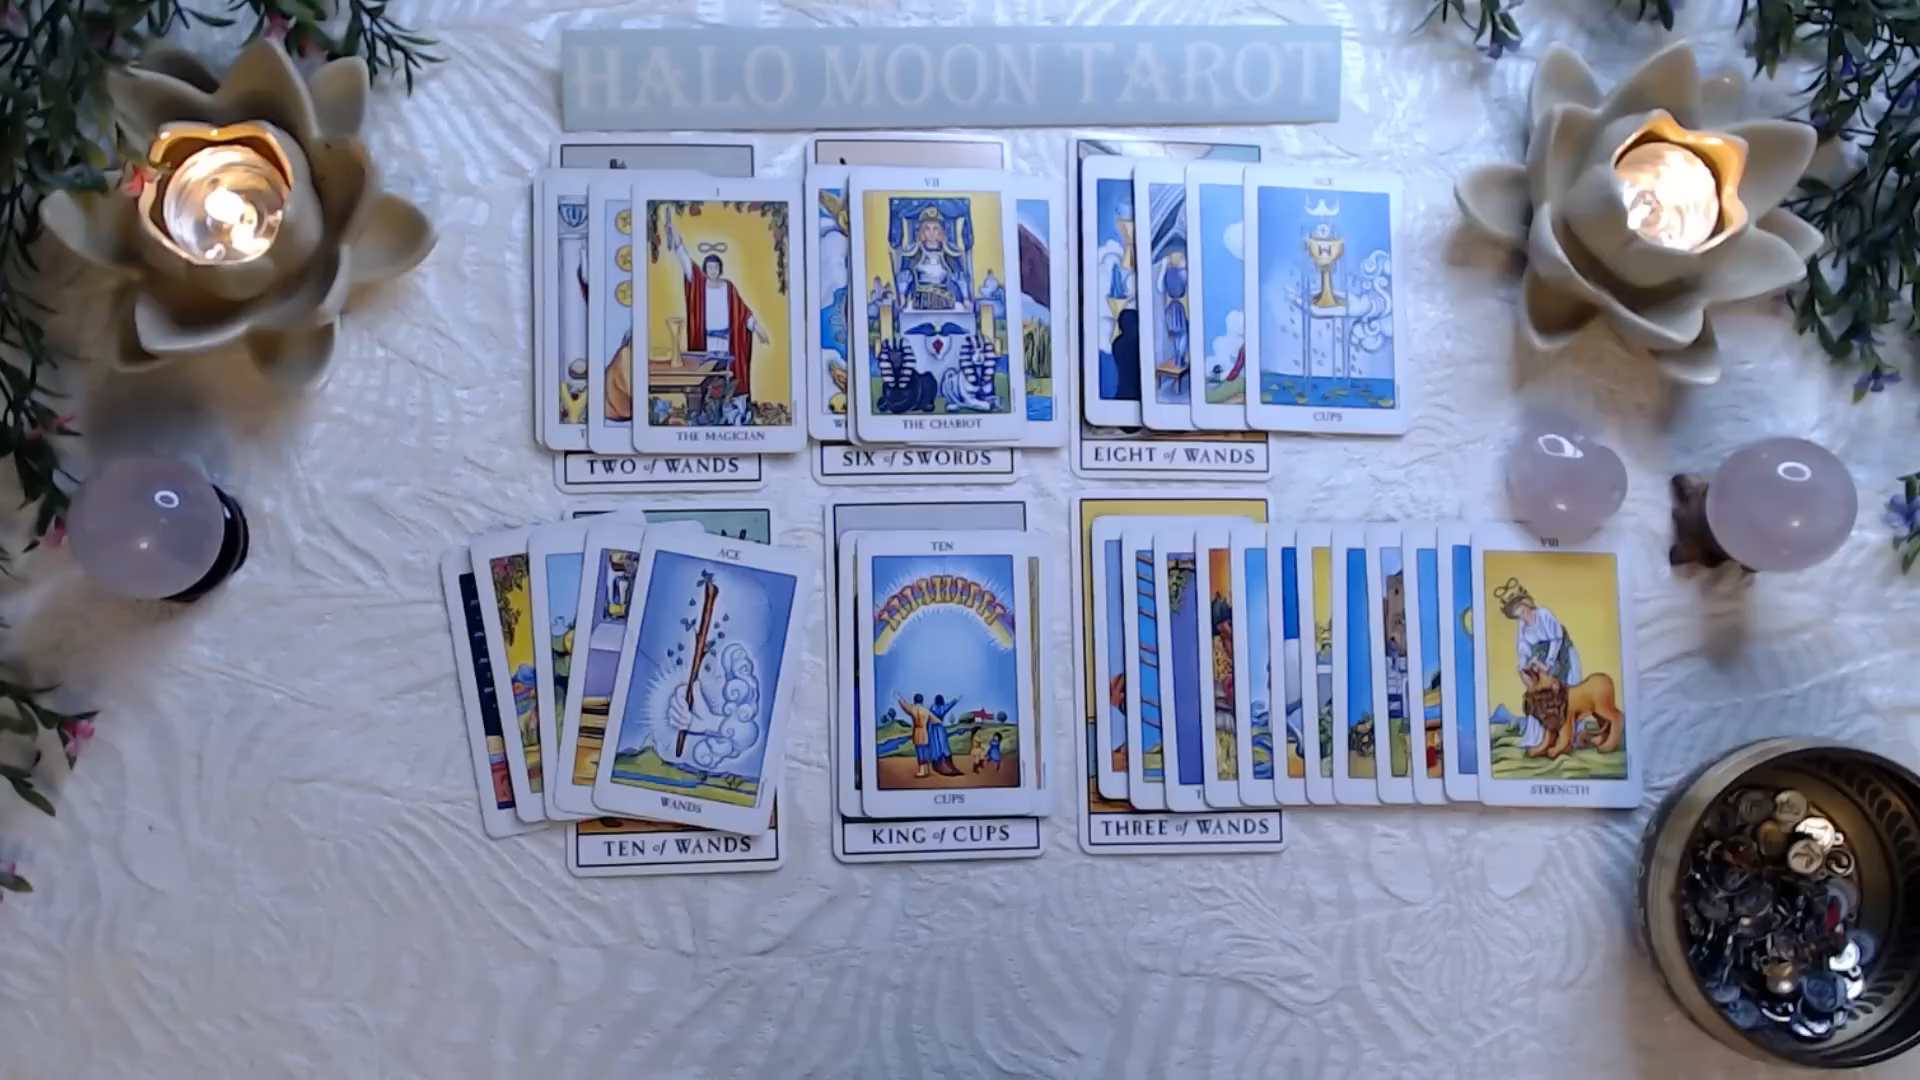 HALO MOON TAROT
I
THE MAGICIAN
TWO of WANDS
VII
THE CHARIOT
SIX of SWORDS
ACE
CUPS
EIGHT of WANDS
ACE
WANDS
TEN of WANDS
TEN
CUPS
KING of CUPS
THREE of WANDS
VIII
STRENGTH